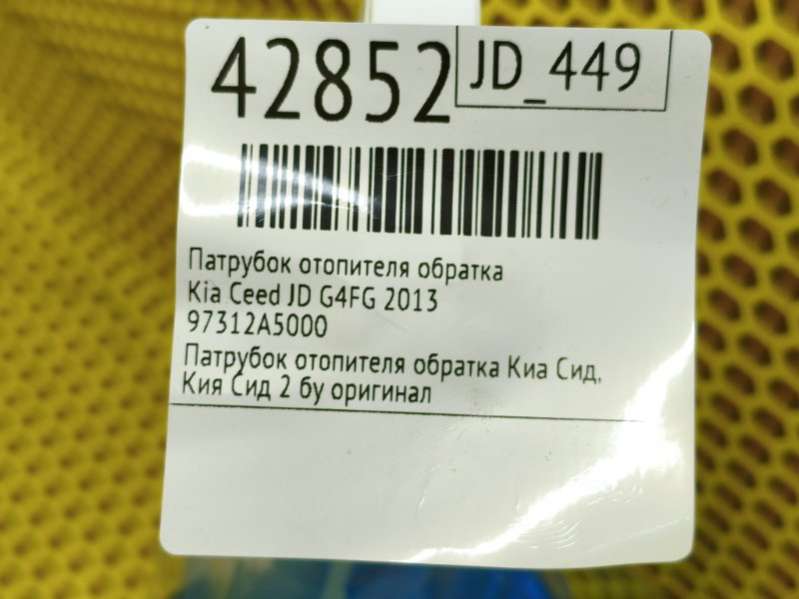 42852
JD_449
Патрубок отопителя обратка
Kia Ceed JD G4FG 2013
97312A5000
Патрубок отопителя обратка Киа Сид,
Кия Сид 2 бу оригинал